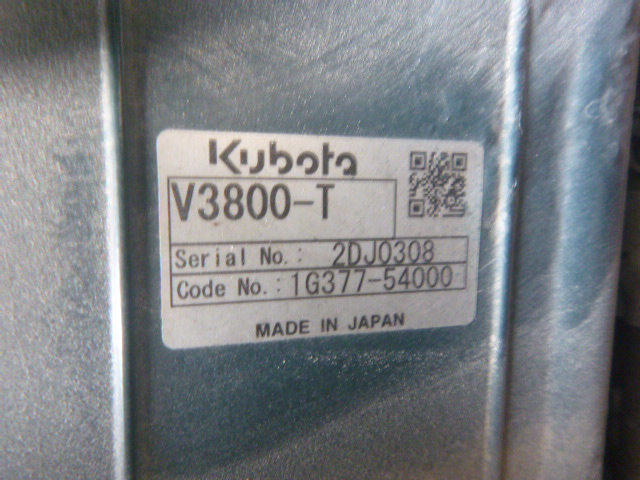 Kubota
V3800-T
Serial No.: 2DJ0308
Code No.: 1G377-54000
MADE IN JAPAN